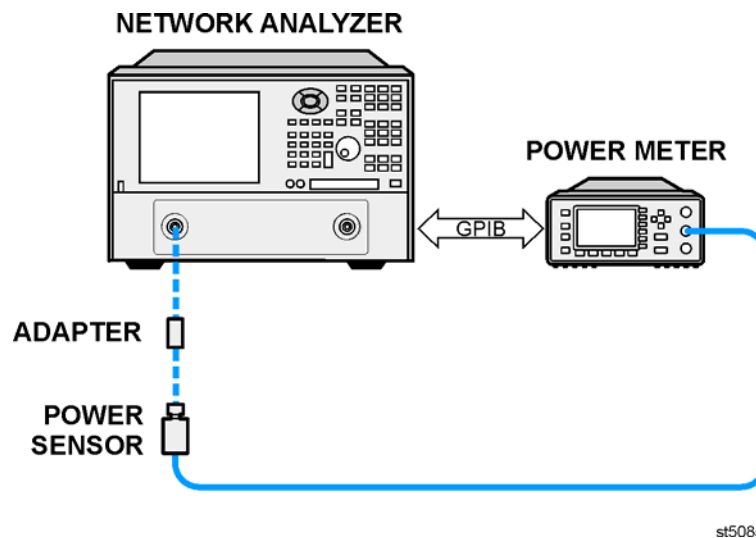 NETWORK ANALYZER
POWER METER
GPIB
ADAPTER
POWER
SENSOR
st508